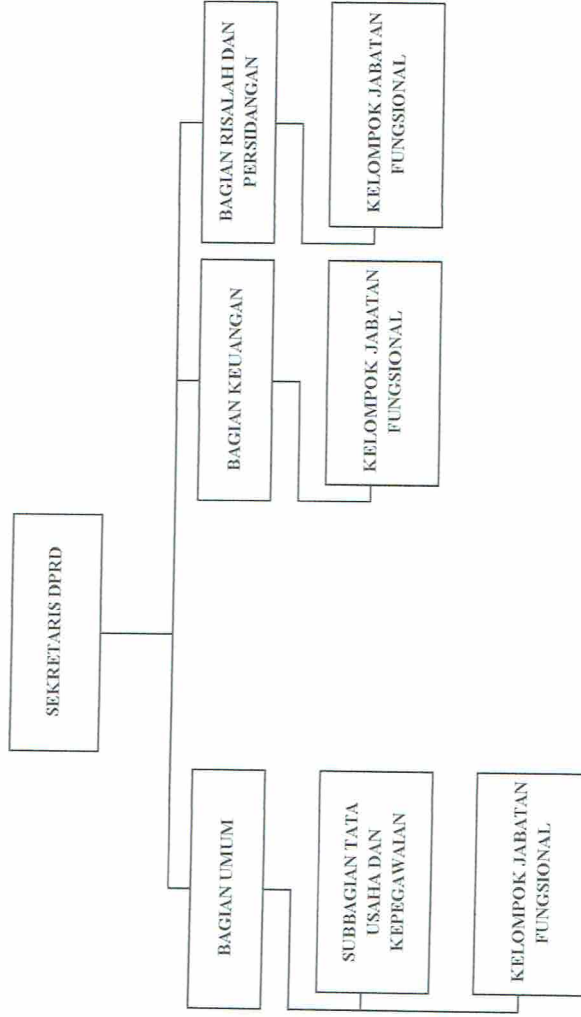 SEKRETARIS DPRD
BAGIAN UMUM
SUBBAGIAN TATA
USAHA DAN
KEPEGAWAIAN
KELOMPOK JABATAN
FUNGSIONAL
BAGIAN KEUANGAN
KELOMPOK JABATAN
FUNGSIONAL
BAGIAN RISALAH DAN
PERSIDANGAN
KELOMPOK JABATAN
FUNGSIONAL